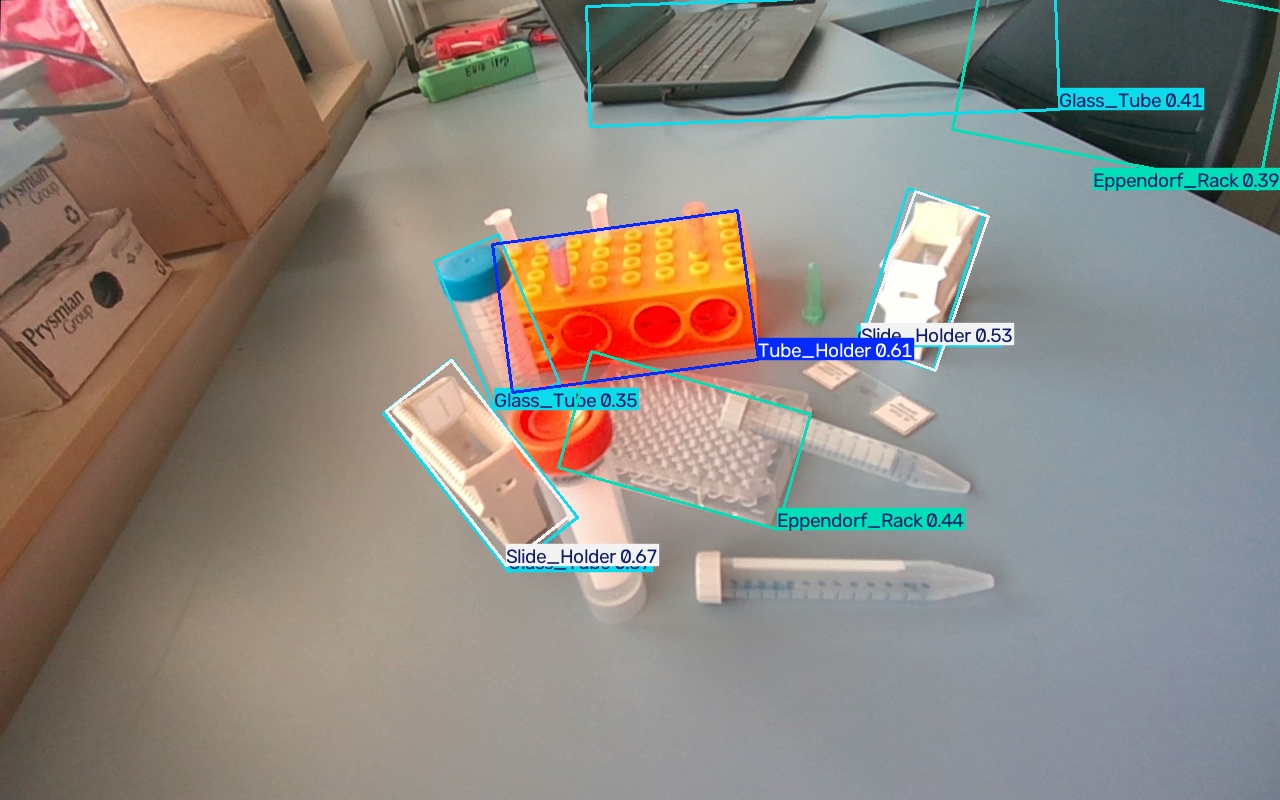 Glass_Tube 0.41
Eppendorf_Rack 0.39
Prysmian
Group
Prysmian
Group
Slide_Holder 0.53
Tube_Holder 0.61
Glass_Tube 0.35
Eppendorf_Rack 0.44
Slide_Holder 0.67